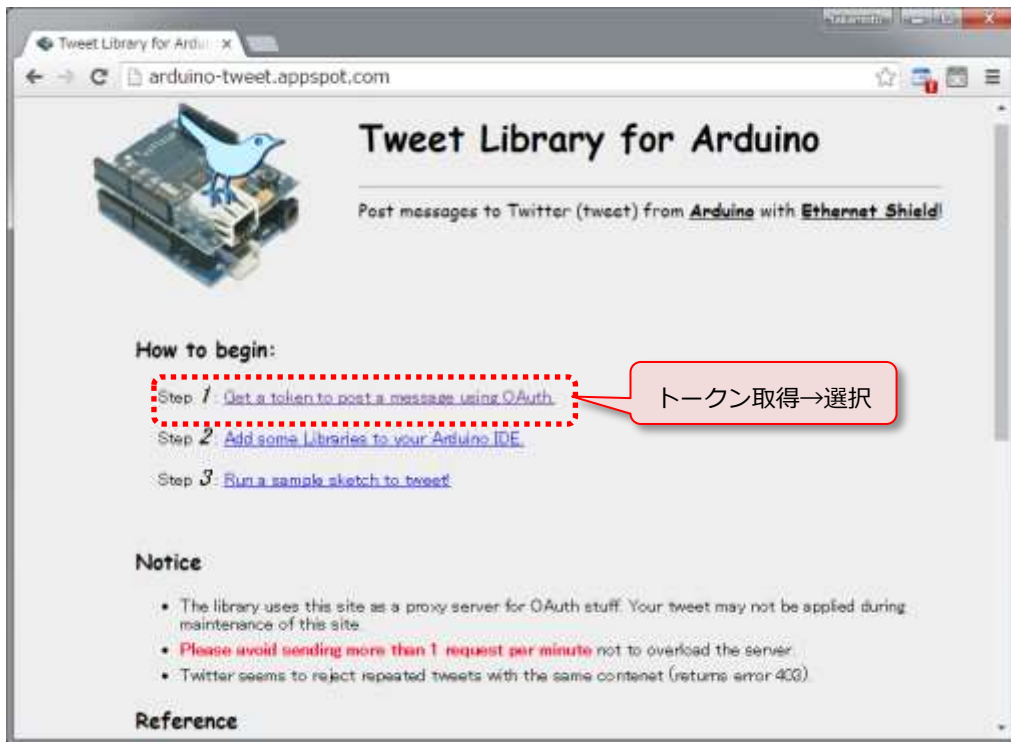 Tweet Library for Ardui
arduino-tweet.appspot.com
Tweet Library for Arduino
Post messages to Twitter (tweet) from Arduino with Ethernet Shield!
How to begin:
Step 1: Get a token to post a message using OAuth.
トークン取得→選択
Step 2: Add some Libraries to your Arduino IDE.
Step 3: Run a sample sketch to tweet!
Notice
• The library uses this site as a proxy server for OAuth stuff. Your tweet may not be applied during
maintenance of this site.
• Please avoid sending more than 1 request per minute not to overload the server.
• Twitter seems to reject repeated tweets with the same contenet (returns error 403).
Reference